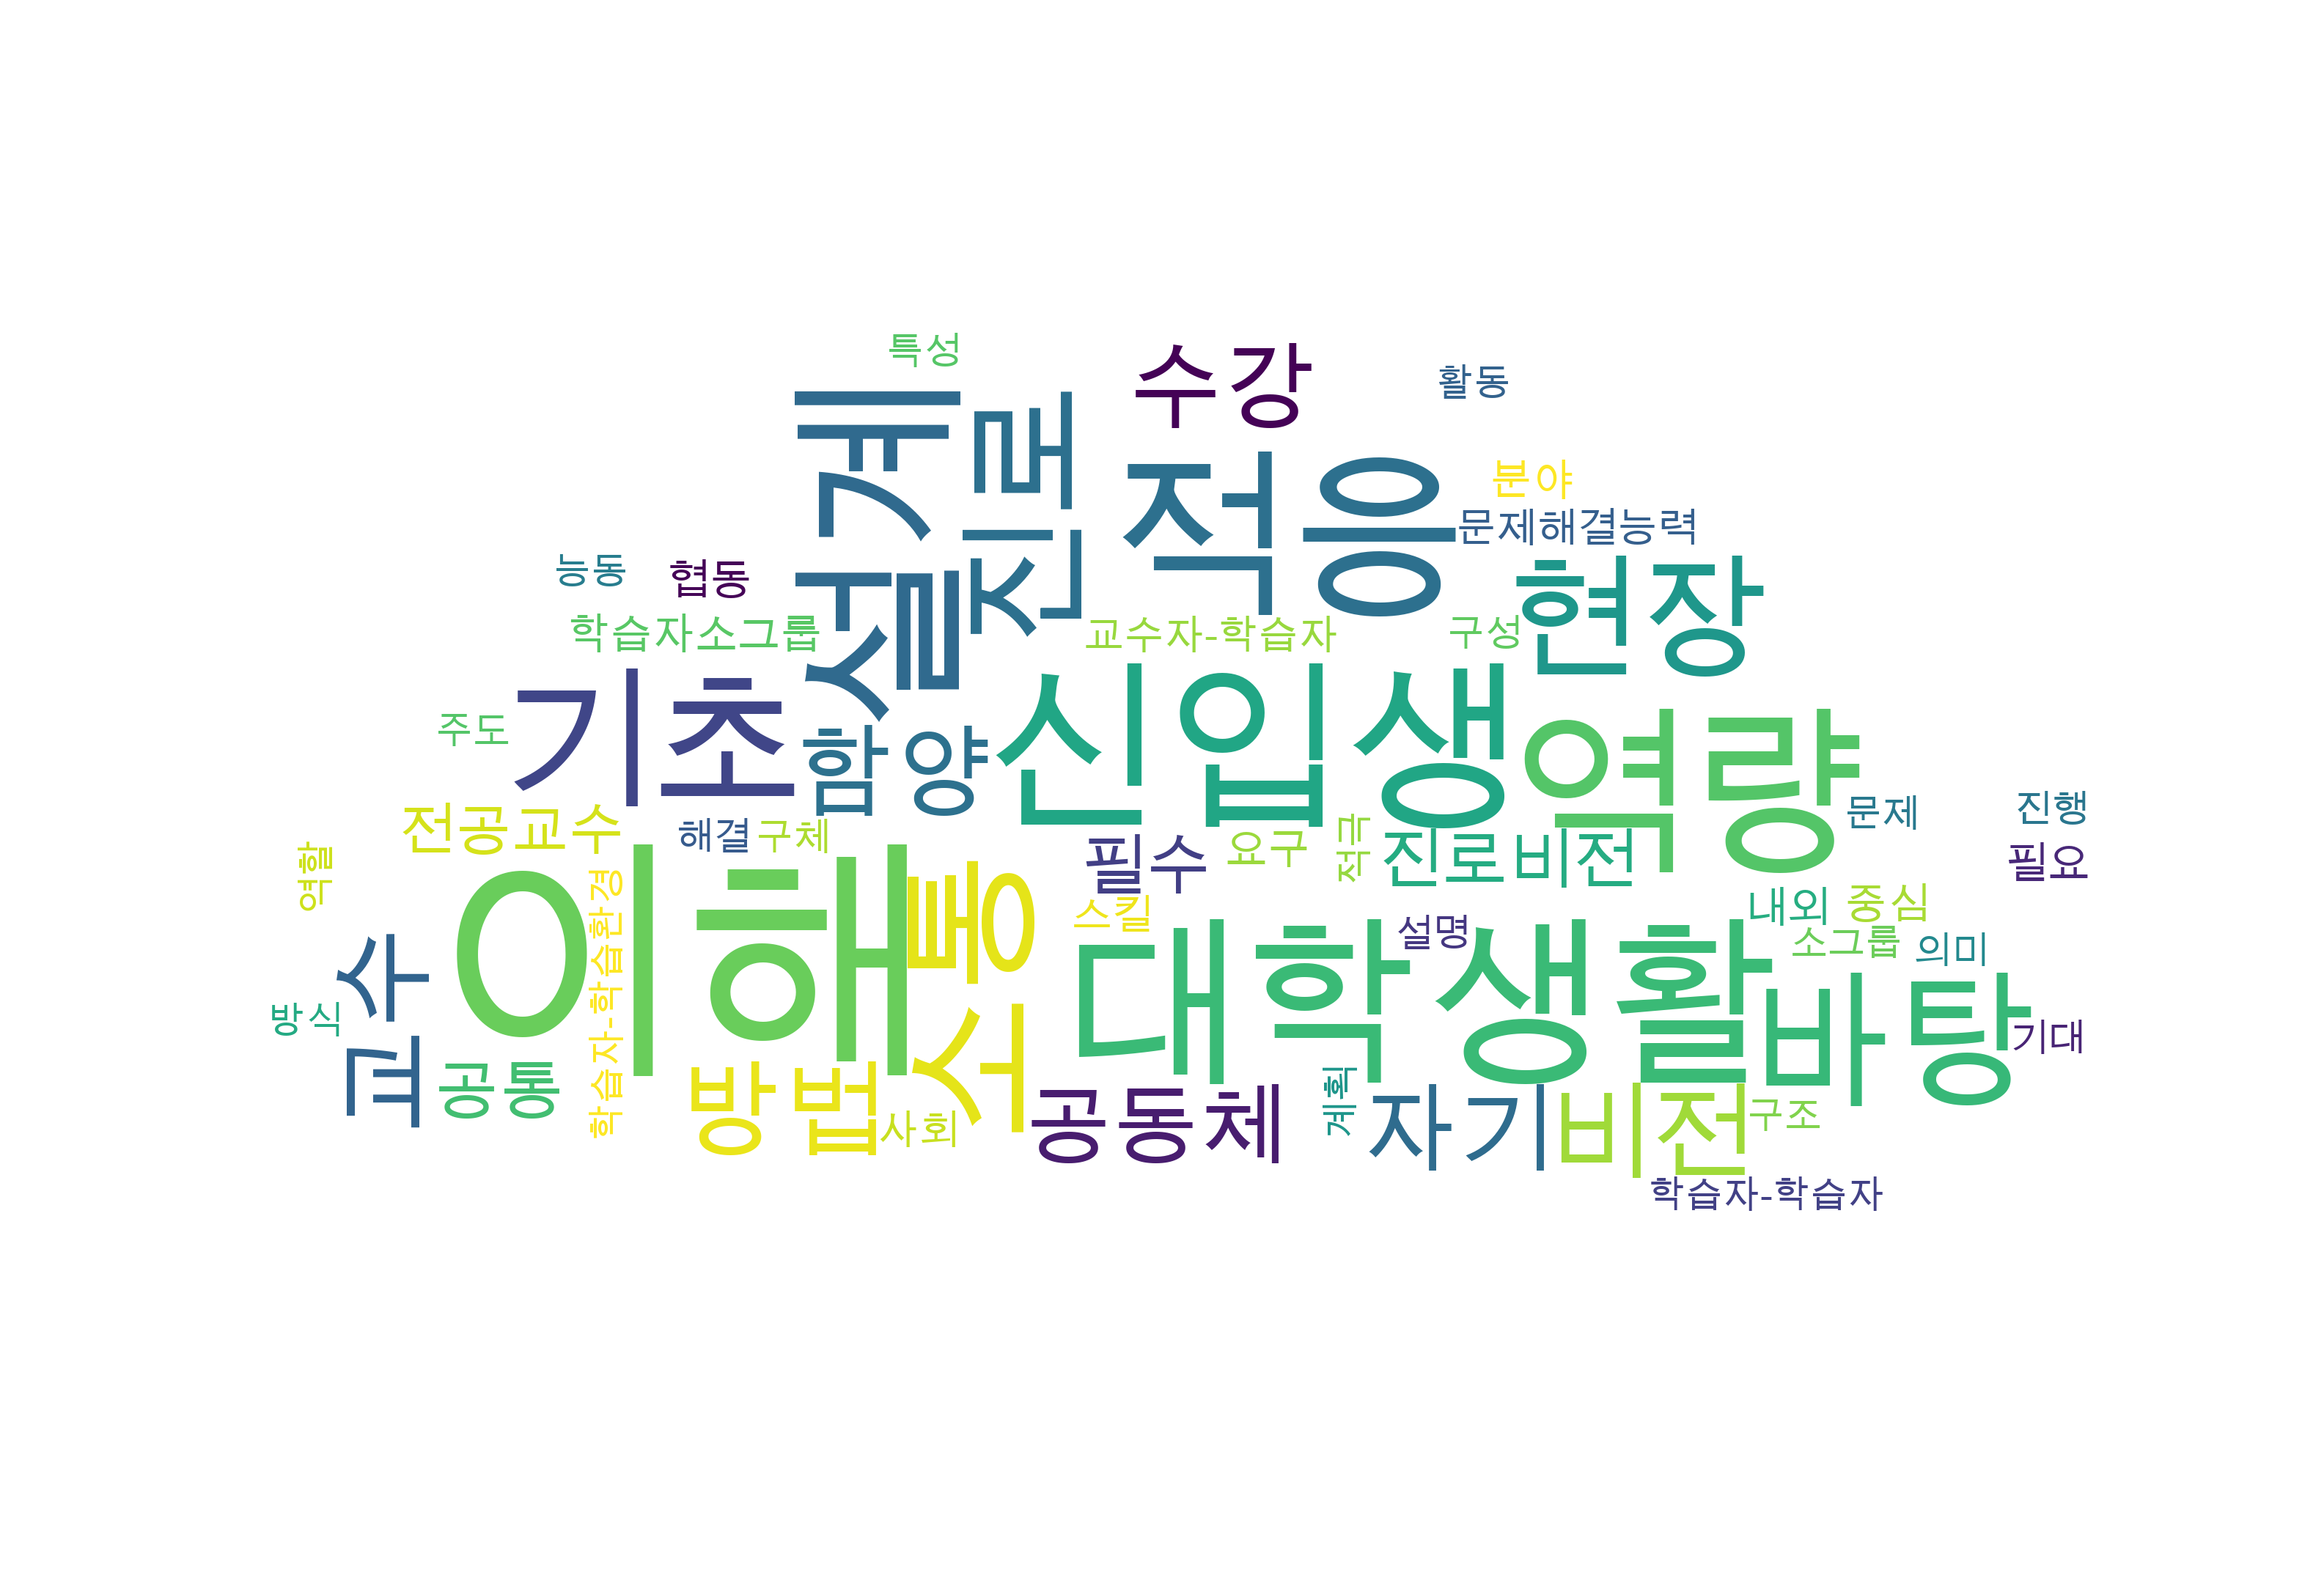 특성
수강
활동
설계
진로
적응
분야
문제해결능력
능동
협동
현장
학습자소그룹
교수자-학습자
구성
기초
신입생
주도
함양
역량
진행
문제
전공교수
해결
구체
필수
요구
적극
진로비전
필요
역할
이해
소통
스킬
설명
내외
중심
소그룹
의미
학습자-학습환경
교수
대학생활
바탕
방식
기대
공통
방법
사회
공동체
계획
자기
비전
구조
학습자-학습자